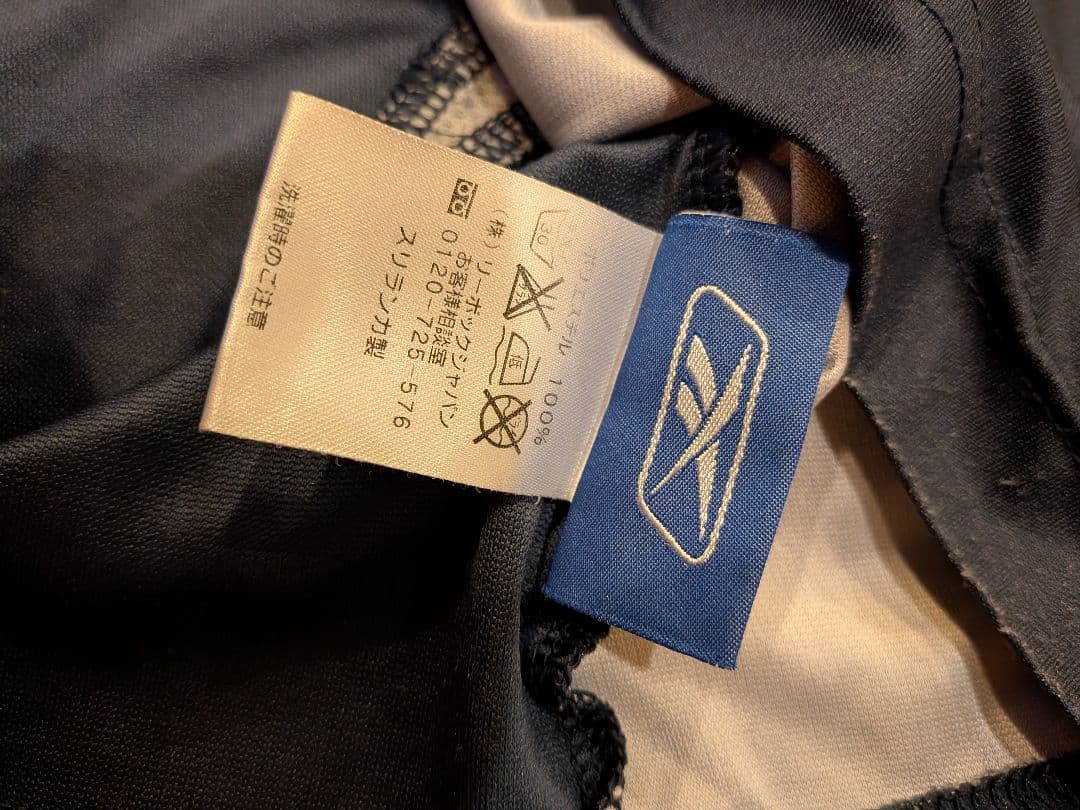 ポリエステル 100%
30
低
(株) リーボックジャパン
お客様相談室
0120-725-576
スリランカ製
洗濯時のご注意